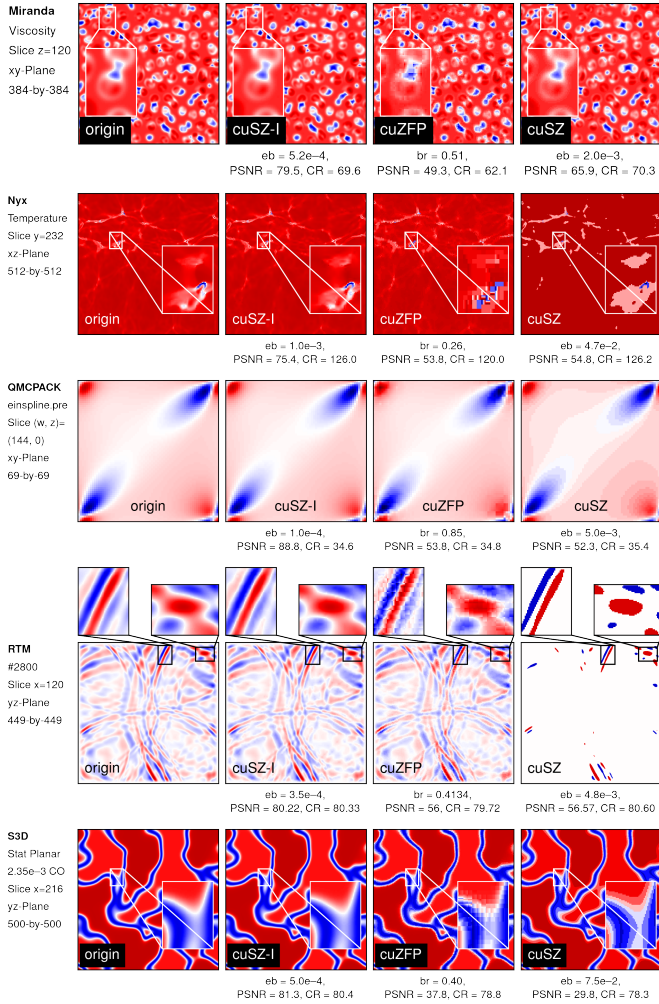 Miranda
Viscosity
Slice z=120
xy-Plane
384-by-384
origin
cuSZ-I
cuZFP
cuSZ
eb = 5.2e–4,
PSNR = 79.5, CR = 69.6
br = 0.51,
PSNR = 49.3, CR = 62.1
eb = 2.0e–3,
PSNR = 65.9, CR = 70.3
Nyx
Temperature
Slice y=232
xz-Plane
512-by-512
origin
cuSZ-I
cuZFP
cuSZ
eb = 1.0e–3,
PSNR = 75.4, CR = 126.0
br = 0.26,
PSNR = 53.8, CR = 120.0
eb = 4.7e–2,
PSNR = 54.8, CR = 126.2
QMCPACK
einspline.pre
Slice (w, z)=
(144, 0)
xy-Plane
69-by-69
origin
cuSZ-I
cuZFP
cuSZ
eb = 1.0e–4,
PSNR = 88.8, CR = 34.6
br = 0.85,
PSNR = 53.8, CR = 34.8
eb = 5.0e–3,
PSNR = 52.3, CR = 35.4
RTM
#2800
Slice x=120
yz-Plane
449-by-449
origin
cuSZ-I
cuZFP
cuSZ
eb = 3.5e–4,
PSNR = 80.22, CR = 80.33
br = 0.4134,
PSNR = 56, CR = 79.72
eb = 4.8e–3,
PSNR = 56.57, CR = 80.60
S3D
Stat Planar
2.35e–3 CO
Slice x=216
yz-Plane
500-by-500
origin
cuSZ-I
cuZFP
cuSZ
eb = 5.0e–4,
PSNR = 81.3, CR = 80.4
br = 0.40,
PSNR = 37.8, CR = 78.8
eb = 7.5e–2,
PSNR = 29.8, CR = 78.3